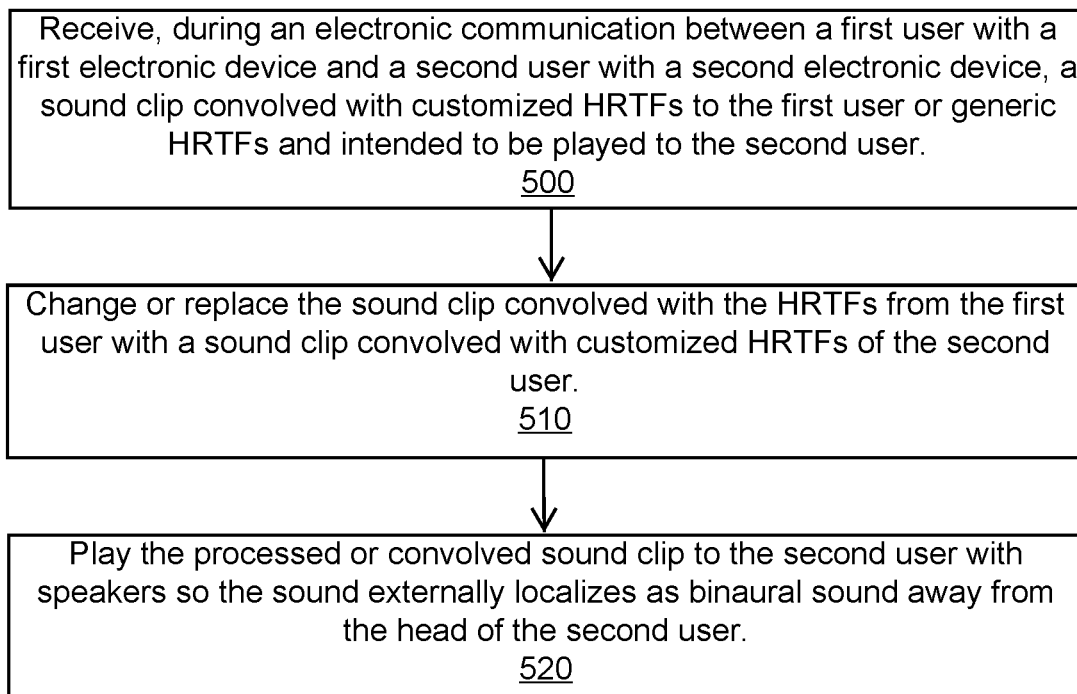 Receive, during an electronic communication between a first user with a
first electronic device and a second user with a second electronic device, a
sound clip convolved with customized HRTFs to the first user or generic
HRTFs and intended to be played to the second user.
500
Change or replace the sound clip convolved with the HRTFs from the first
user with a sound clip convolved with customized HRTFs of the second
user.
510
Play the processed or convolved sound clip to the second user with
speakers so the sound externally localizes as binaural sound away from
the head of the second user.
520